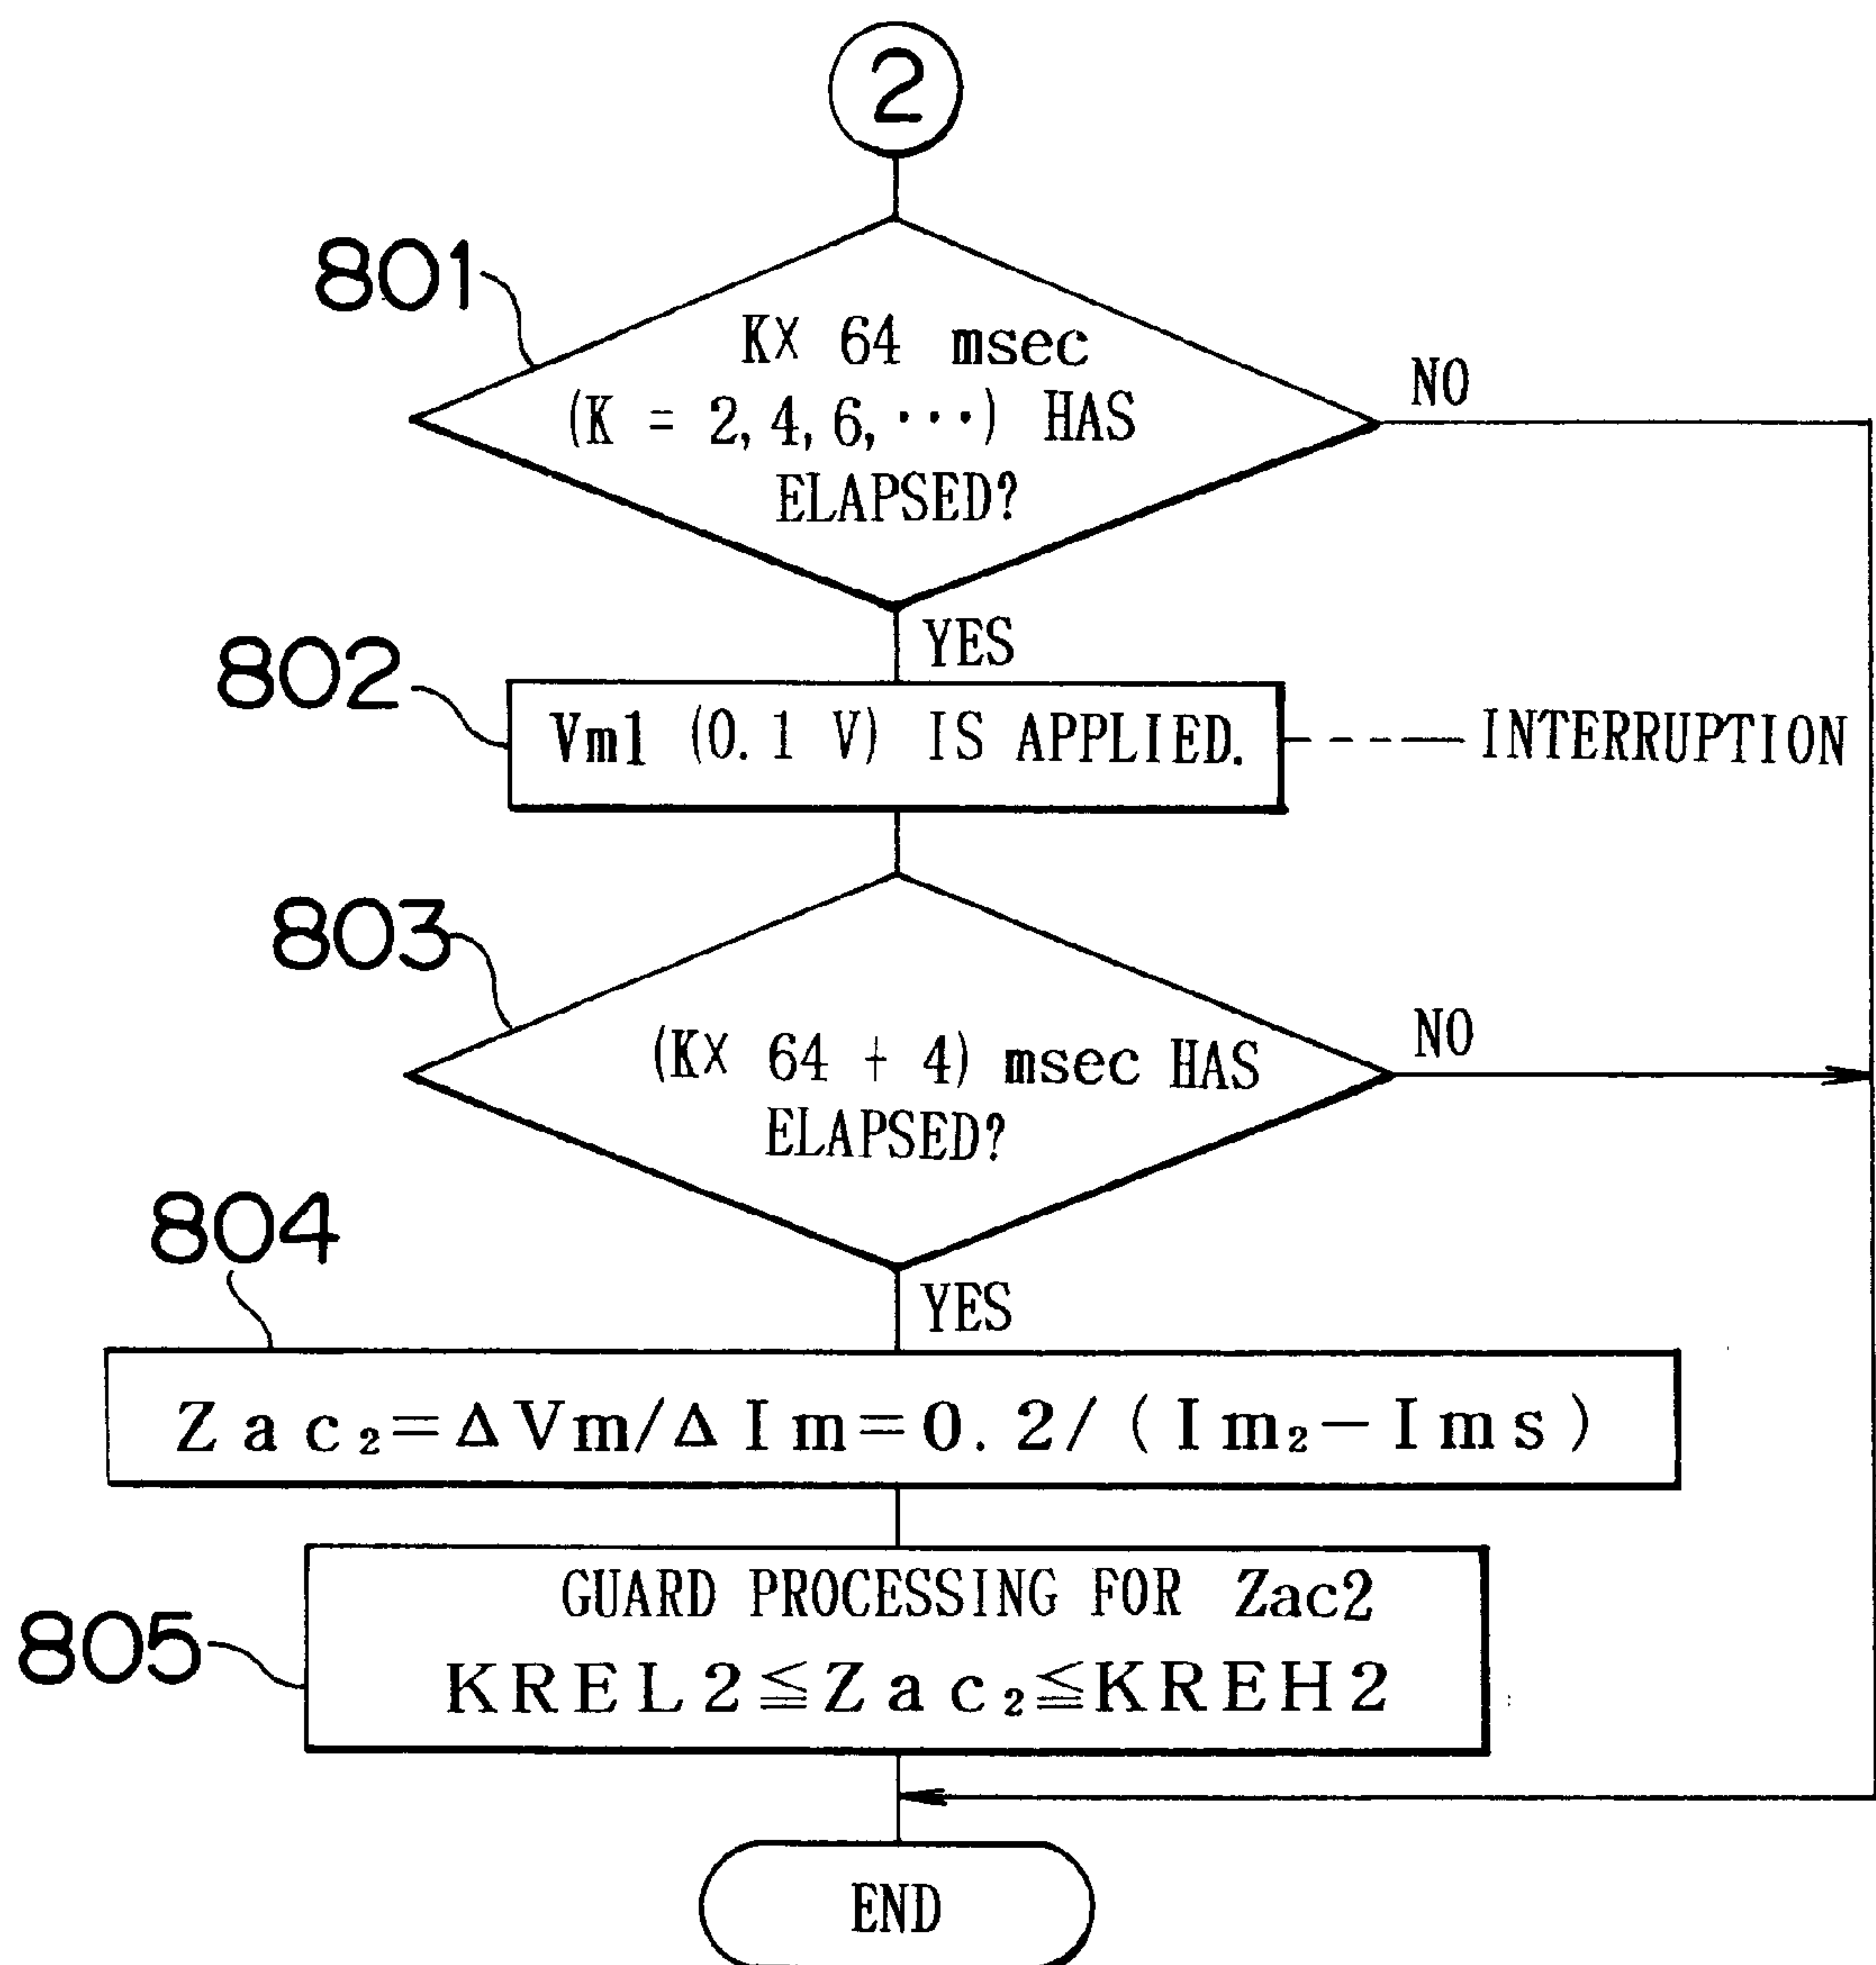 2
801
K× 64 msec
(K = 2, 4, 6, ･･･) HAS
ELAPSED?
NO
YES
802
Vm1 (0. 1 V) IS APPLIED.
INTERRUPTION
803
(K× 64 + 4) msec HAS
ELAPSED?
NO
YES
804
Zac₂=ΔVm/ΔIm=0. 2/(Im₂−Ims)
805
GUARD PROCESSING FOR Zac2
KREL2≦Zac₂≦KREH2
END